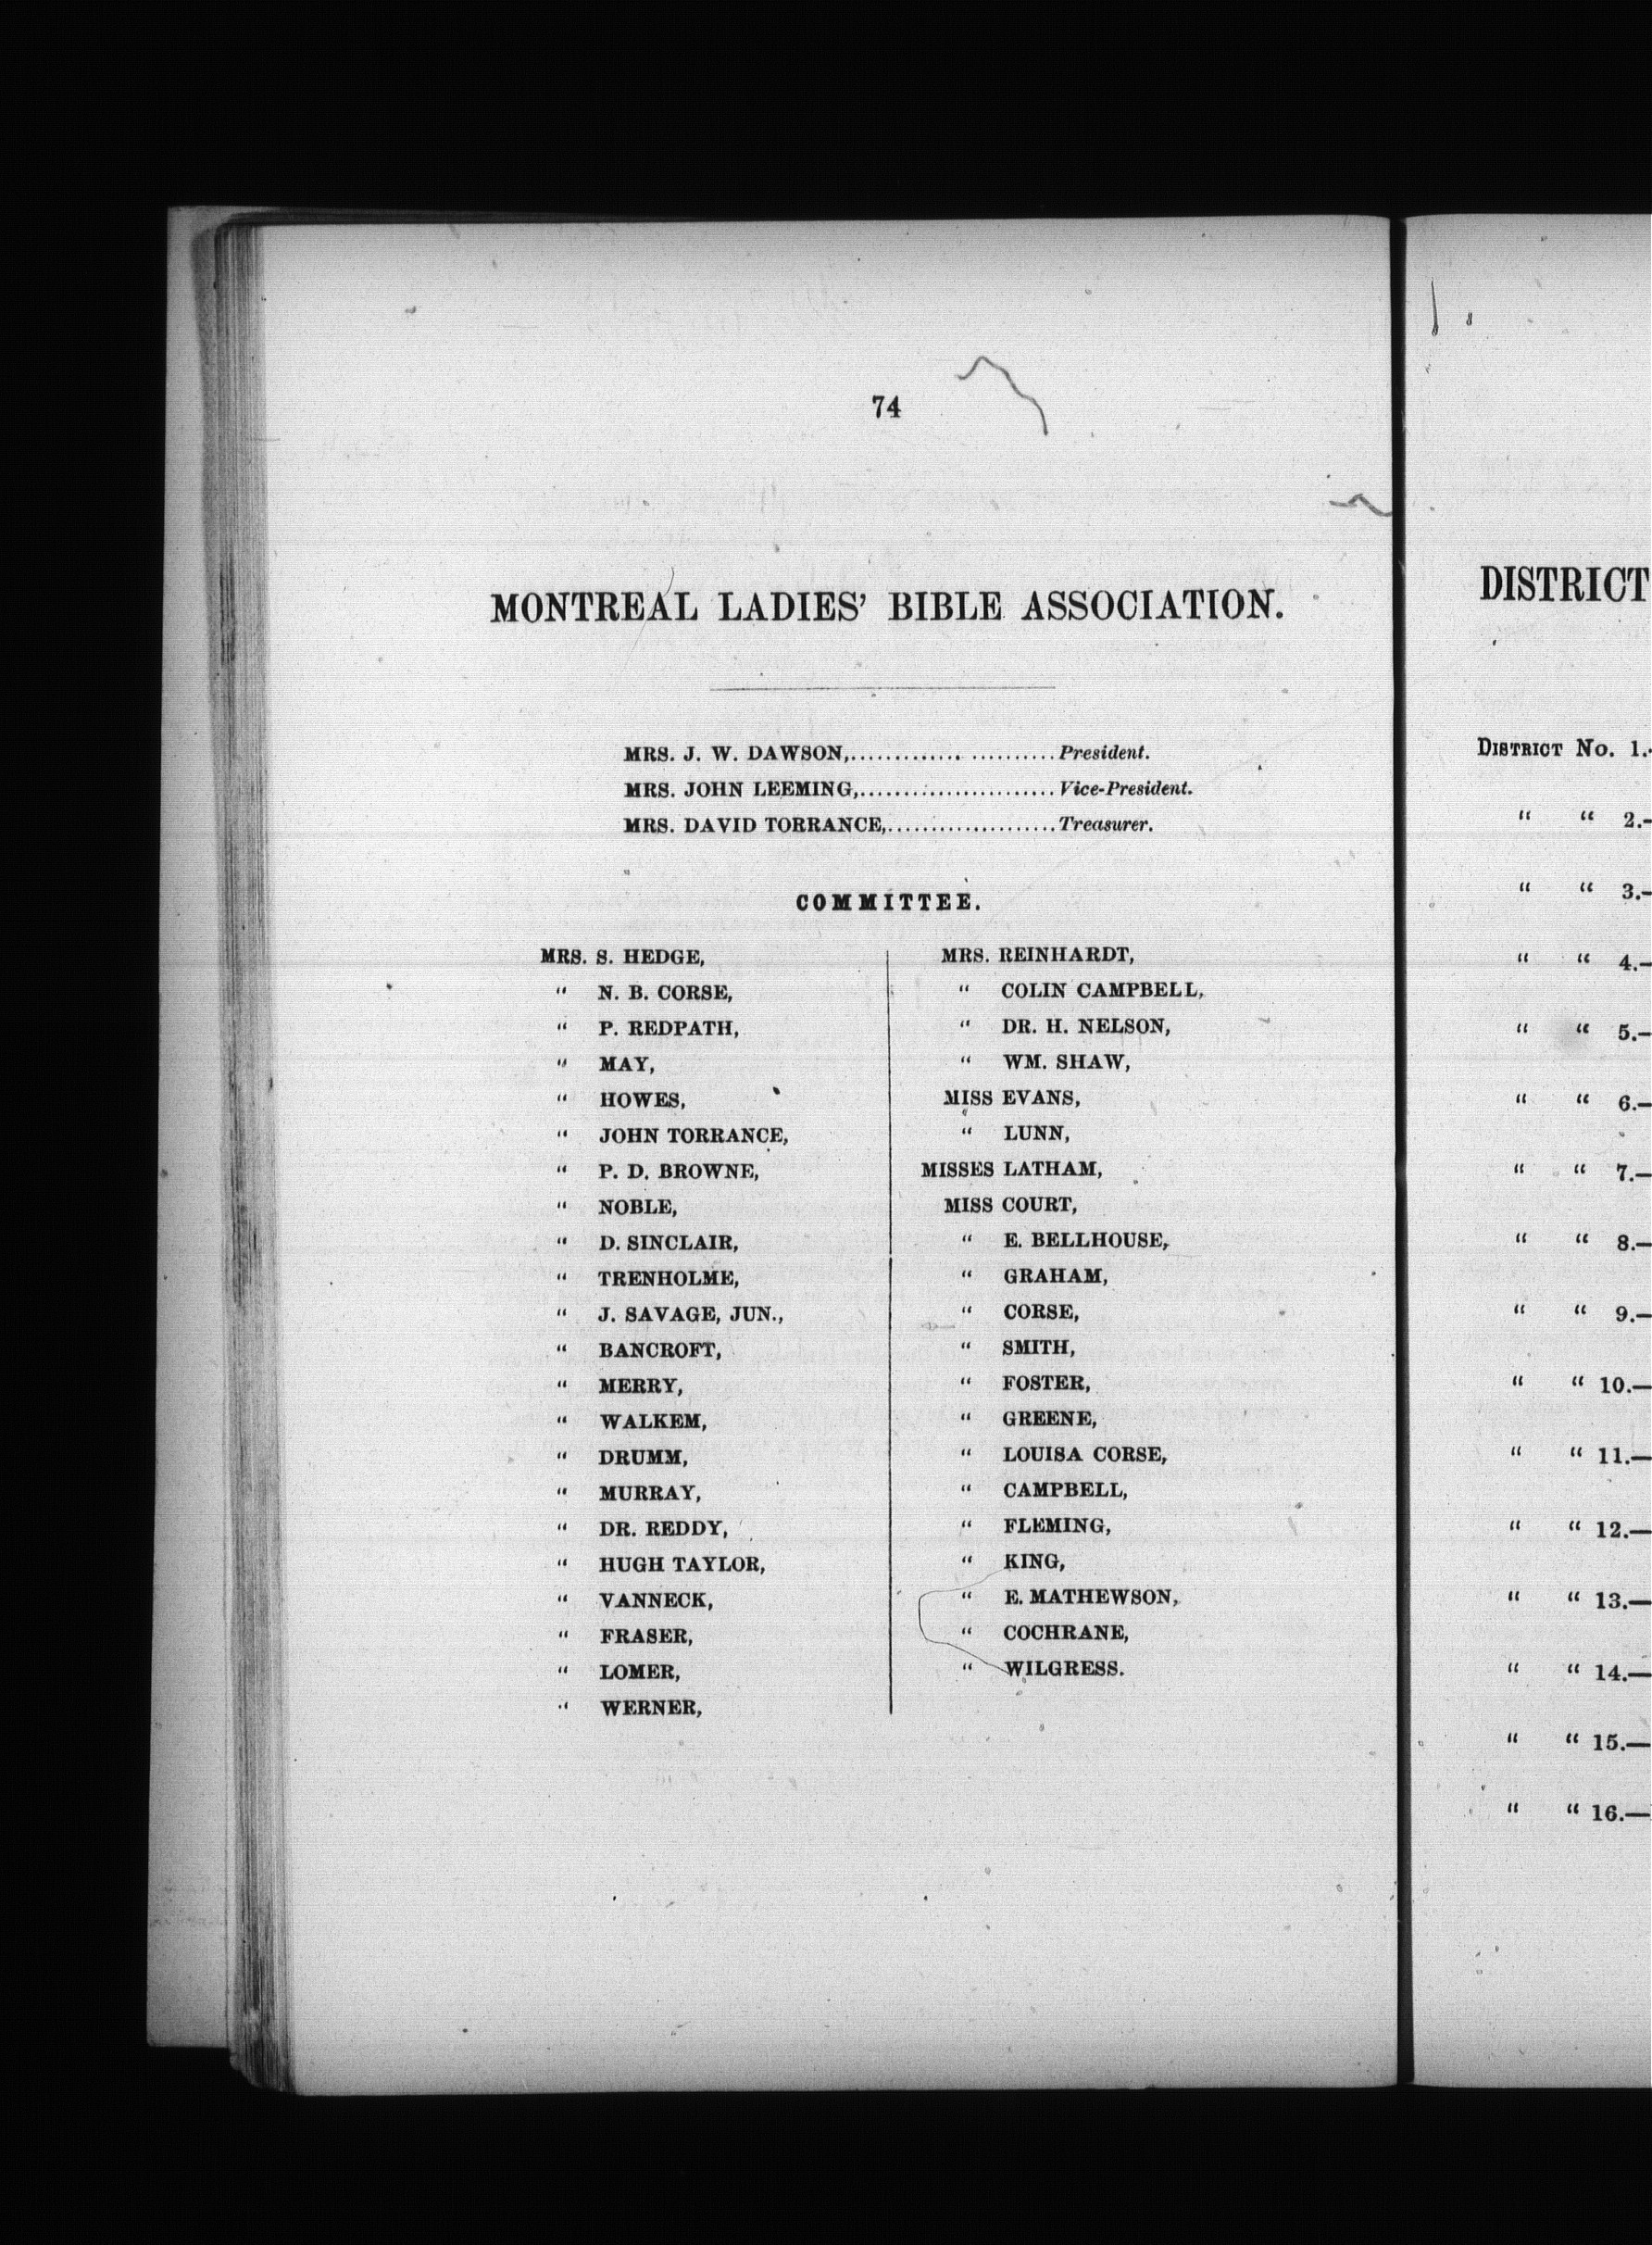 74
MONTREAL LADIES' BIBLE ASSOCIATION.
MRS. J. W. DAWSON,....................... President.
MRS. JOHN LEEMING,...................... Vice-President.
MRS. DAVID TORRANCE,................... Treasurer.
COMMITTEE.
MRS. S. HEDGE,
" N. B. CORSE,
" P. REDPATH,
" MAY,
" HOWES,
" JOHN TORRANCE,
" P. D. BROWNE,
" NOBLE,
" D. SINCLAIR,
" TRENHOLME,
" J. SAVAGE, JUN.,
" BANCROFT,
" MERRY,
" WALKEM,
" DRUMM,
" MURRAY,
" DR. REDDY,
" HUGH TAYLOR,
" VANNECK,
" FRASER,
" LOMER,
" WERNER,
MRS. REINHARDT,
" COLIN CAMPBELL,
" DR. H. NELSON,
" WM. SHAW,
MISS EVANS,
" LUNN,
MISSES LATHAM,
MISS COURT,
" E. BELLHOUSE,
" GRAHAM,
" CORSE,
" SMITH,
" FOSTER,
" GREENE,
" LOUISA CORSE,
" CAMPBELL,
" FLEMING,
" KING,
" E. MATHEWSON,
" COCHRANE,
" WILGRESS.
DISTRICT
DISTRICT No. 1.
" " 2.—
" " 3.—
" " 4.—
" " 5.—
" " 6.—
" " 7.—
" " 8.—
" " 9.—
" " 10.—
" " 11.—
" " 12.—
" " 13.—
" " 14.—
" " 15.—
" " 16.—